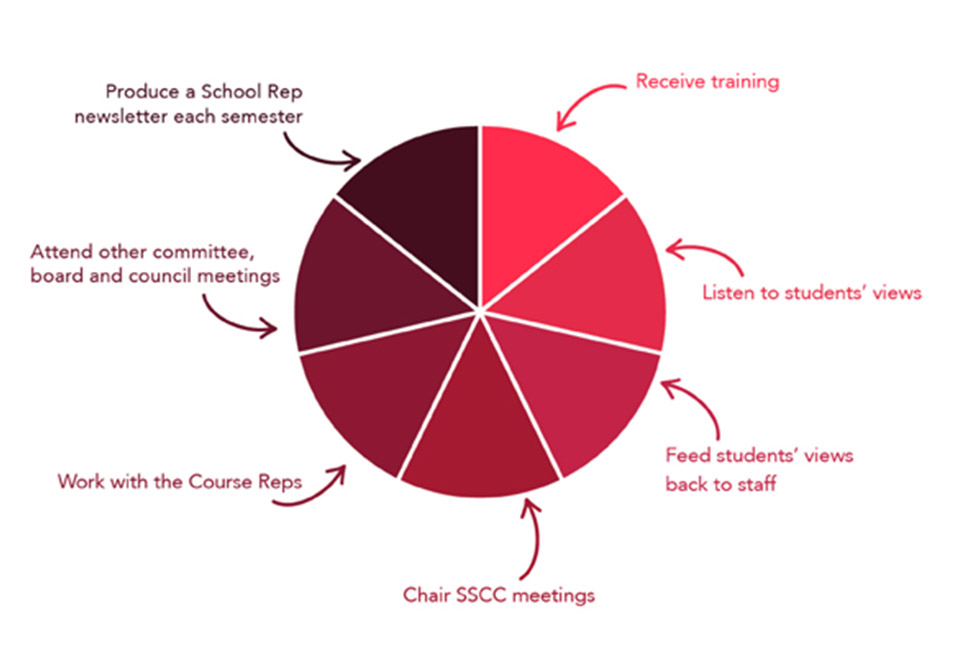 Receive training
Listen to students’ views
Feed students’ views
back to staff
Chair SSCC meetings
Work with the Course Reps
Attend other committee,
board and council meetings
Produce a School Rep
newsletter each semester